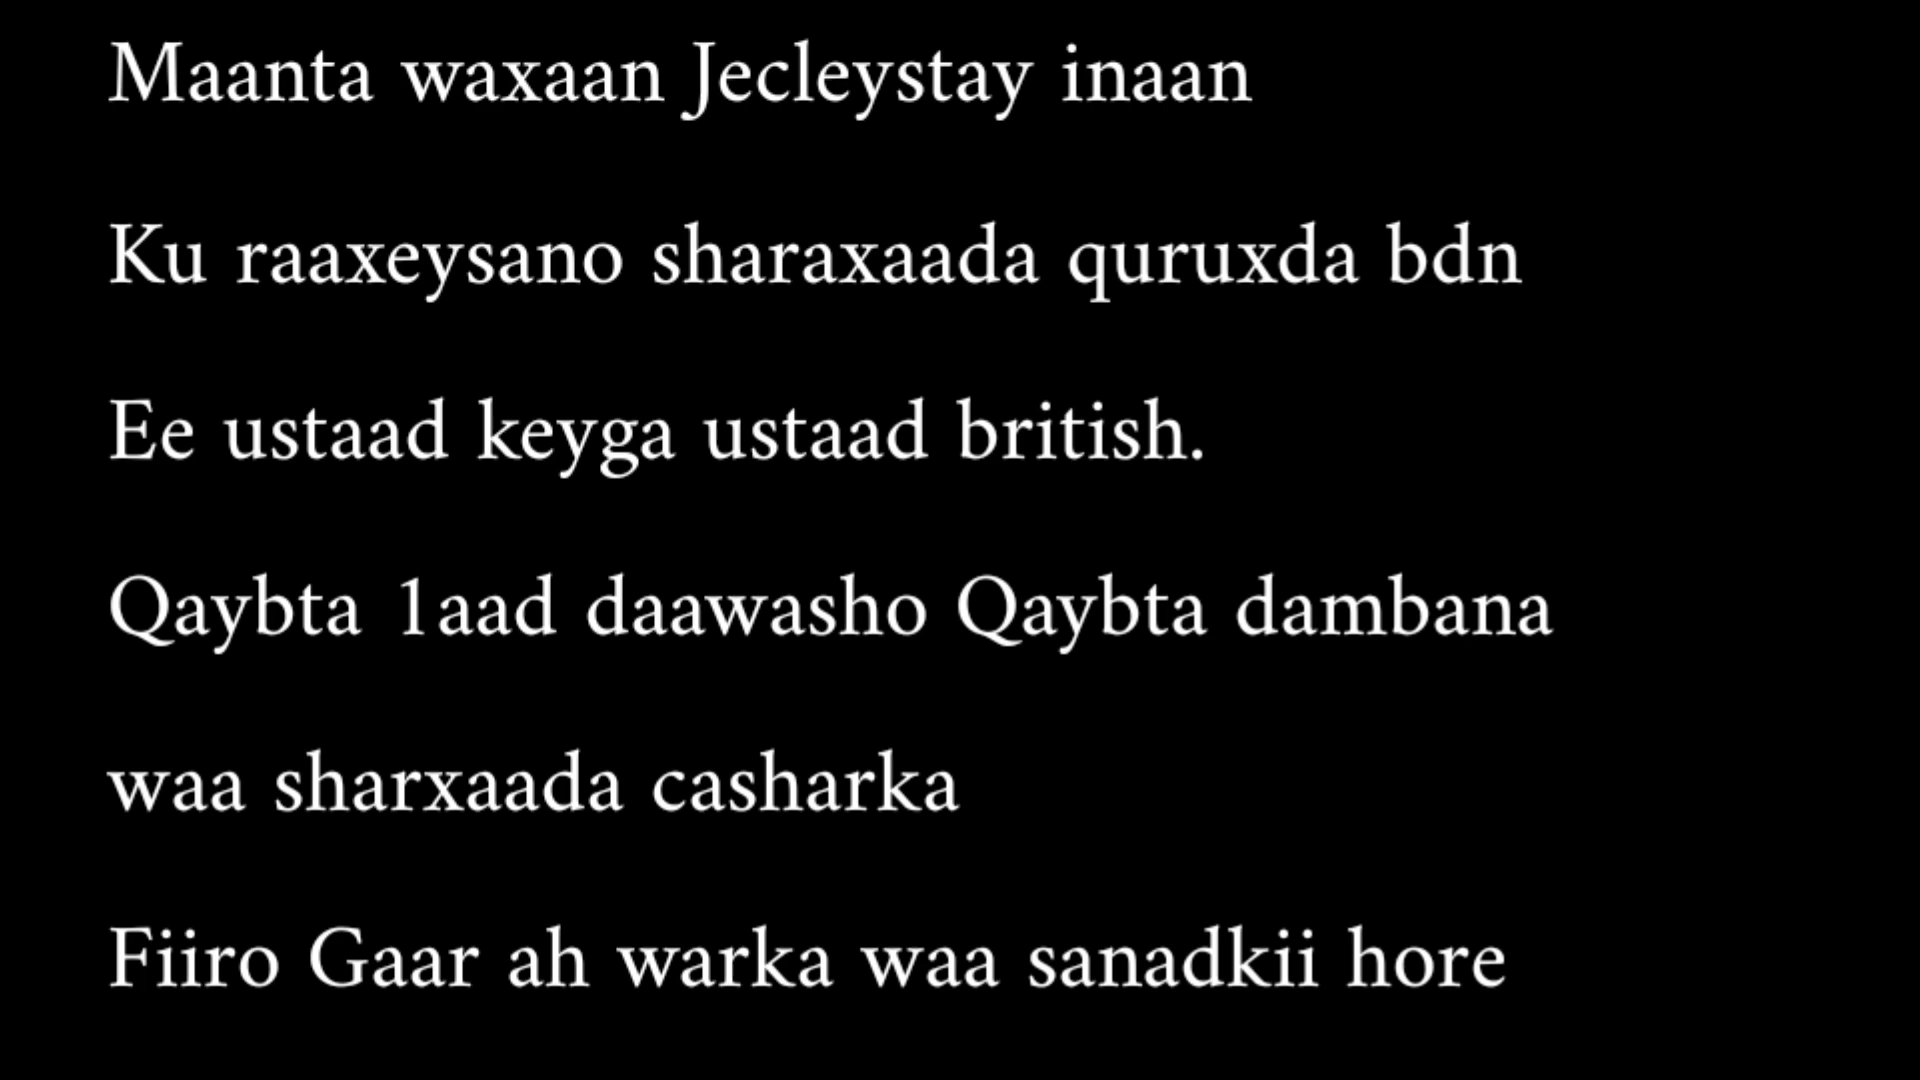 Maanta waxaan Jecleystay inaan
Ku raaxeysano sharaxaada quruxda bdn
Ee ustaad keyga ustaad british.
Qaybta 1aad daawasho Qaybta dambana
waa sharxaada casharka
Fiiro Gaar ah warka waa sanadkii hore